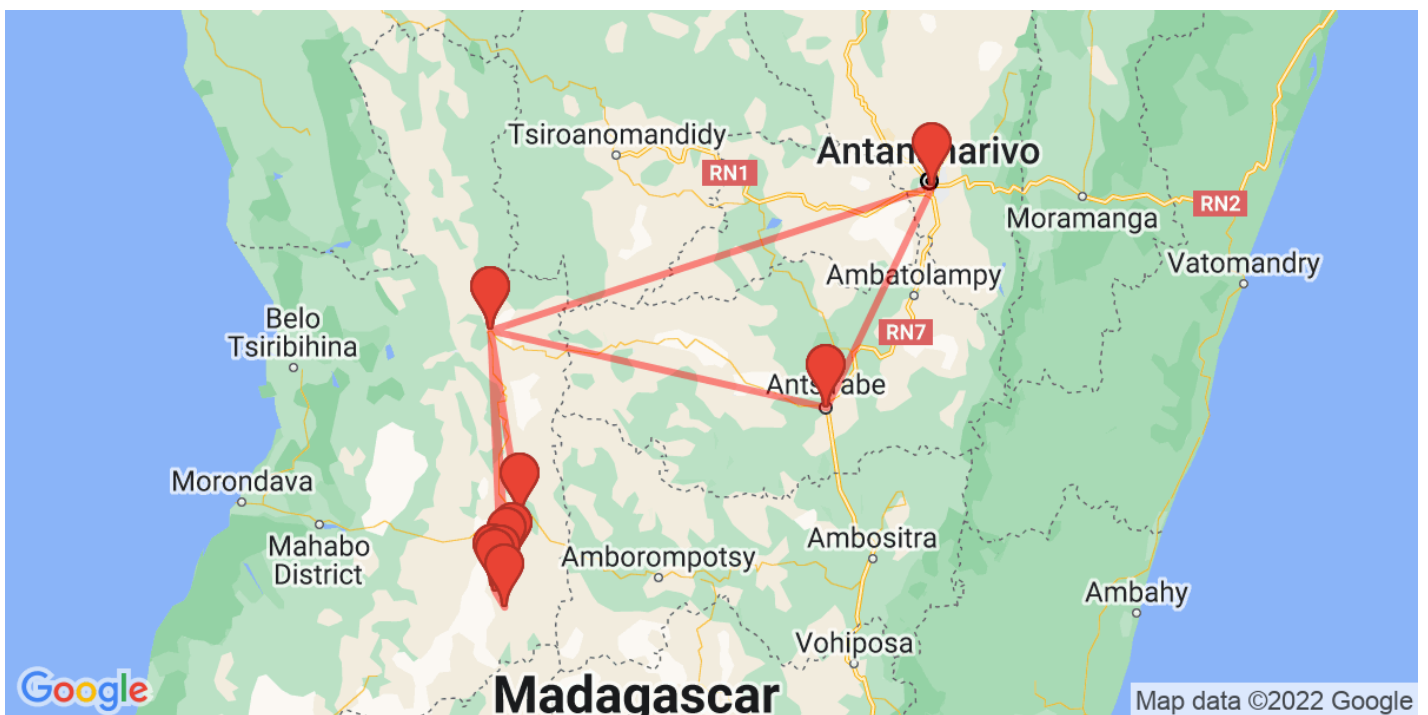 Tsiroanomandidy
Antananarivo
RN1
Moramanga
RN2
Vatomandry
Ambatolampy
Belo
Tsiribihina
RN7
Antsirabe
Morondava
Mahabo
District
Amborompotsy
Ambositra
Ambahy
Vohiposa
Madagascar
Google
Map data ©2022 Google